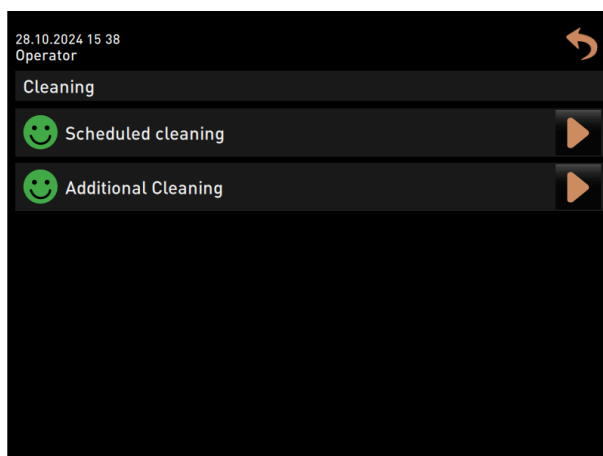 28.10.2024 15 38
Operator
Cleaning
Scheduled cleaning
Additional Cleaning